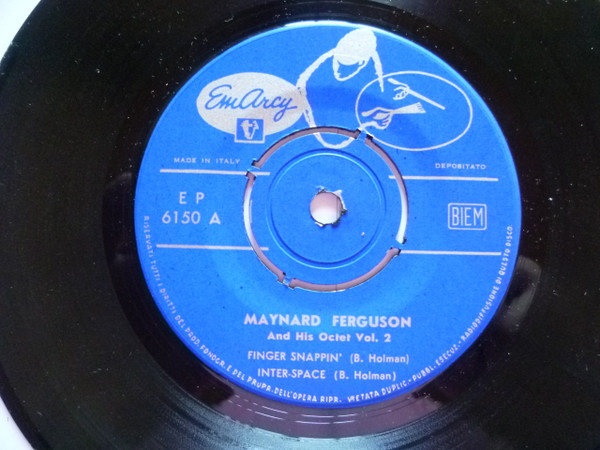 EmArcy
MADE IN ITALY
DEPOSITATO
E P
6150 A
BIEM
MAYNARD FERGUSON
And His Octet Vol. 2
FINGER SNAPPIN' (B. Holman)
INTER-SPACE (B. Holman)
RISERVATI TUTTI I DIRITTI DEL PROD. FONOGR. E DEL PROPR. DELL'OPERA RIPR. VIETATA DUPLIC. - PUBBL. ESECUZ. - RADIODIFFUSIONE DI QUESTO DISCO.